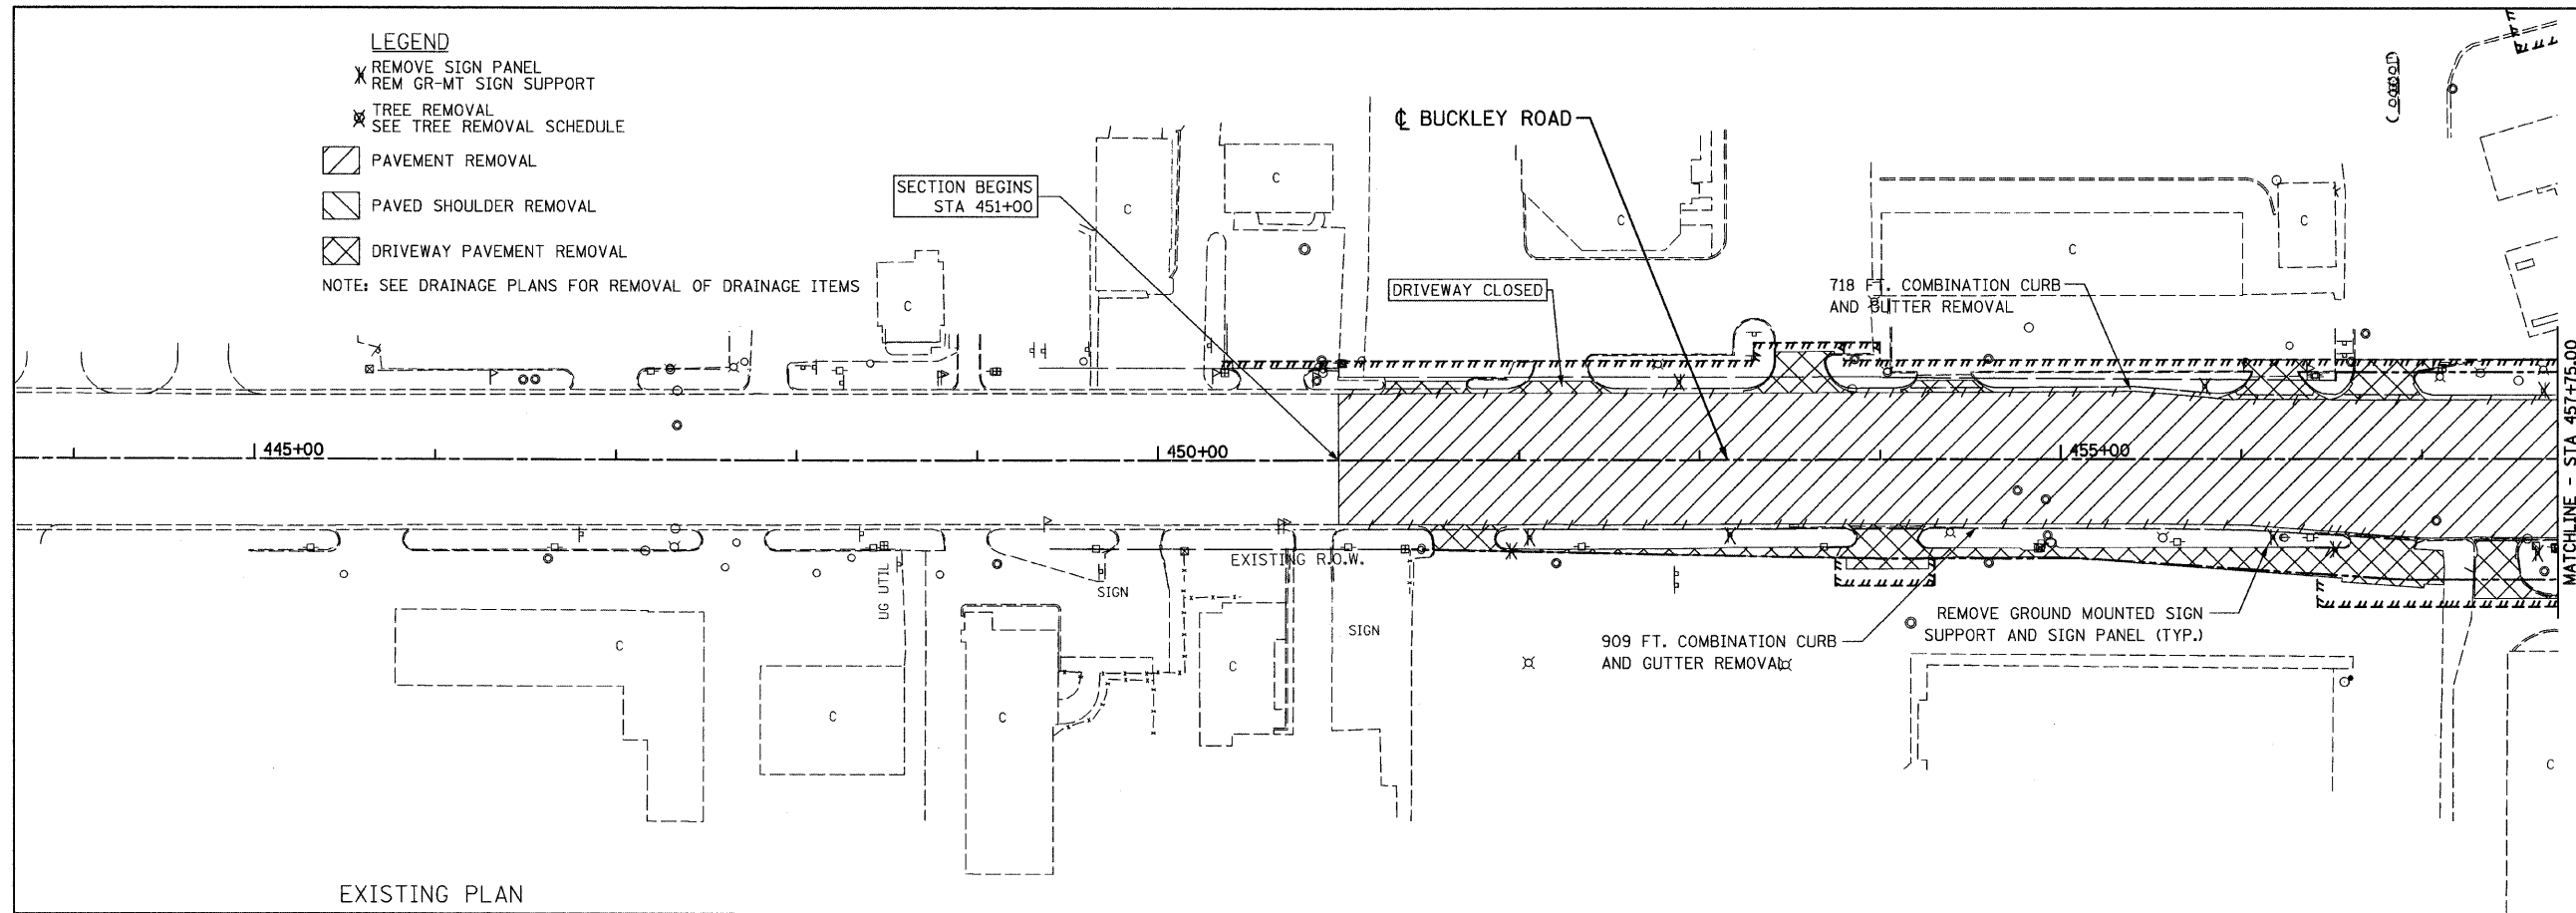 LEGEND
REMOVE SIGN PANEL
REM GR-MT SIGN SUPPORT
TREE REMOVAL
SEE TREE REMOVAL SCHEDULE
PAVEMENT REMOVAL
PAVED SHOULDER REMOVAL
DRIVEWAY PAVEMENT REMOVAL
NOTE: SEE DRAINAGE PLANS FOR REMOVAL OF DRAINAGE ITEMS
SECTION BEGINS
STA 451+00
℄ BUCKLEY ROAD
DRIVEWAY CLOSED
718 FT. COMBINATION CURB
AND GUTTER REMOVAL
C
C
C
C
C
C
445+00
450+00
455+00
MATCHLINE - STA 457+75.00
EXISTING R.O.W.
UG UTIL
SIGN
SIGN
909 FT. COMBINATION CURB
AND GUTTER REMOVAL
REMOVE GROUND MOUNTED SIGN
SUPPORT AND SIGN PANEL (TYP.)
C
C
C
C
C
EXISTING PLAN